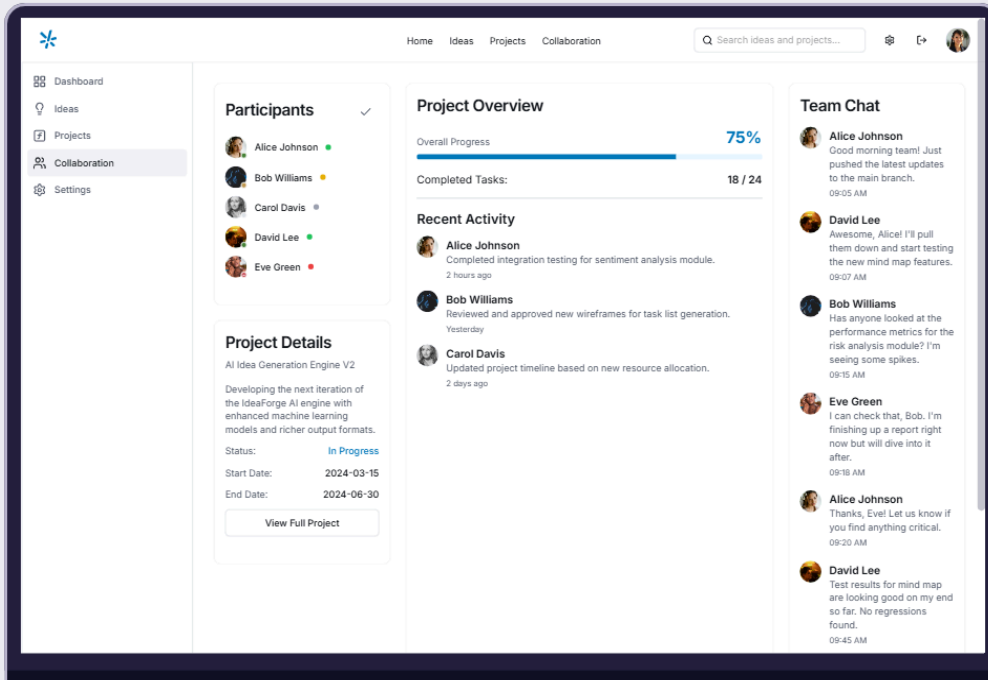 Home Ideas Projects Collaboration
Search ideas and projects...
Dashboard
Ideas
Projects
Collaboration
Settings
Participants
Alice Johnson
Bob Williams
Carol Davis
David Lee
Eve Green
Project Details
AI Idea Generation Engine V2
Developing the next iteration of
the IdeaForge AI engine with
enhanced machine learning
models and richer output formats.
Status: In Progress
Start Date: 2024-03-15
End Date: 2024-06-30
View Full Project
Project Overview
Overall Progress 75%
Completed Tasks: 18 / 24
Recent Activity
Alice Johnson
Completed integration testing for sentiment analysis module.
2 hours ago
Bob Williams
Reviewed and approved new wireframes for task list generation.
Yesterday
Carol Davis
Updated project timeline based on new resource allocation.
2 days ago
Team Chat
Alice Johnson
Good morning team! Just
pushed the latest updates
to the main branch.
09:05 AM
David Lee
Awesome, Alice! I'll pull
them down and start testing
the new mind map features.
09:07 AM
Bob Williams
Has anyone looked at the
performance metrics for the
risk analysis module? I'm
seeing some spikes.
09:15 AM
Eve Green
I can check that, Bob. I'm
finishing up a report right
now but will dive into it
after.
09:18 AM
Alice Johnson
Thanks, Eve! Let us know if
you find anything critical.
09:20 AM
David Lee
Test results for mind map
are looking good on my end
so far. No regressions
found.
09:45 AM